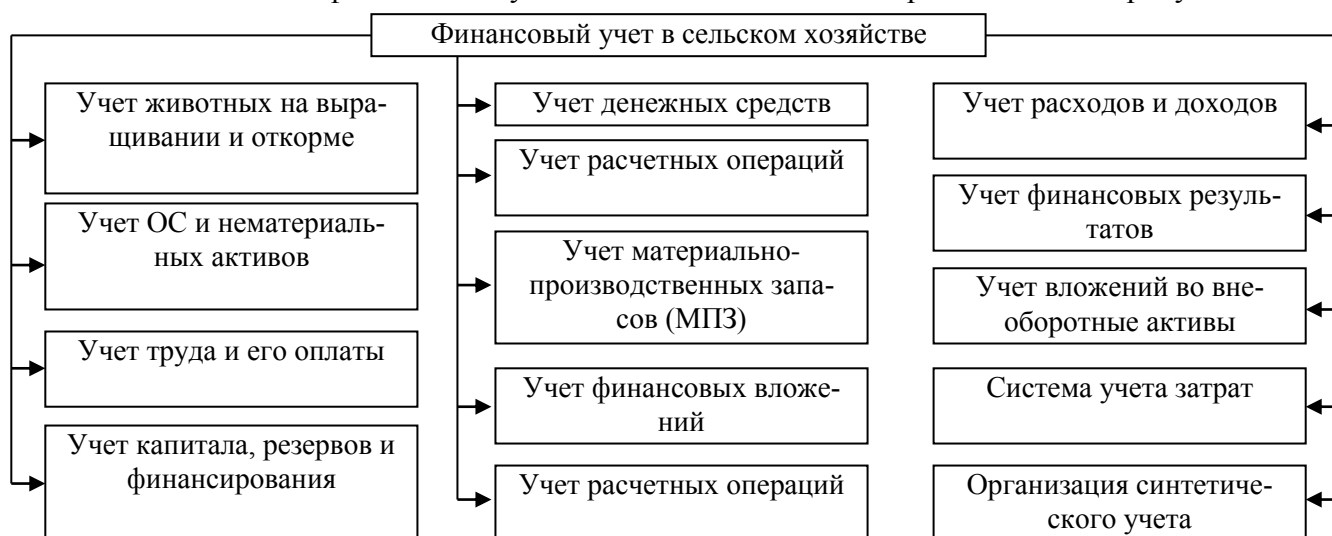 Финансовый учет в сельском хозяйстве
Учет животных на выра-
щивании и откорме
Учет ОС и нематериаль-
ных активов
Учет труда и его оплаты
Учет капитала, резервов и
финансирования
Учет денежных средств
Учет расчетных операций
Учет материально-
производственных запа-
сов (МПЗ)
Учет финансовых вложе-
ний
Учет расчетных операций
Учет расходов и доходов
Учет финансовых резуль-
татов
Учет вложений во вне-
оборотные активы
Система учета затрат
Организация синтетиче-
ского учета